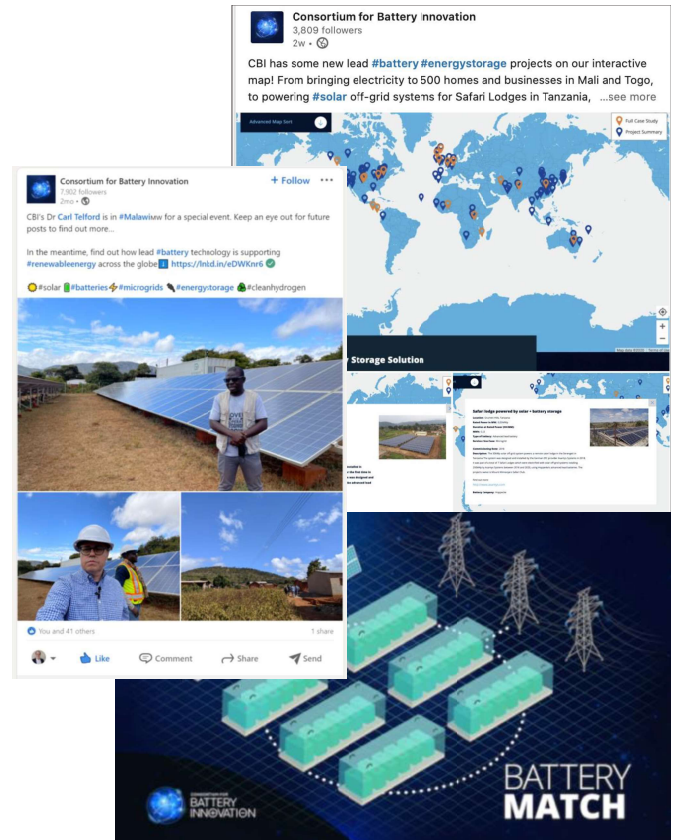 Consortium for Battery Innovation
3,809 followers
2w •
CBI has some new lead #battery #energystorage projects on our interactive
map! From bringing electricity to 500 homes and businesses in Mali and Togo,
to powering #solar off-grid systems for Safari Lodges in Tanzania, ...see more
Advanced Map Sort
Full Case Study
Project Summary
y Storage Solution
Safari lodge powered by solar + battery storage
Consortium for Battery Innovation
7,902 followers
2mo •
+ Follow •••
CBI's Dr Carl Telford is in #Malawi for a special event. Keep an eye out for future
posts to find out more...
In the meantime, find out how lead #battery technology is supporting
#renewableenergy across the globe https://lnkd.in/eDWKnr6
#solar #batteries #microgrids #energystorage #cleanhydrogen
You and 41 others
1 share
Like
Comment
Share
Send
CONSORTIUM FOR
BATTERY
INNOVATION
BATTERY
MATCH